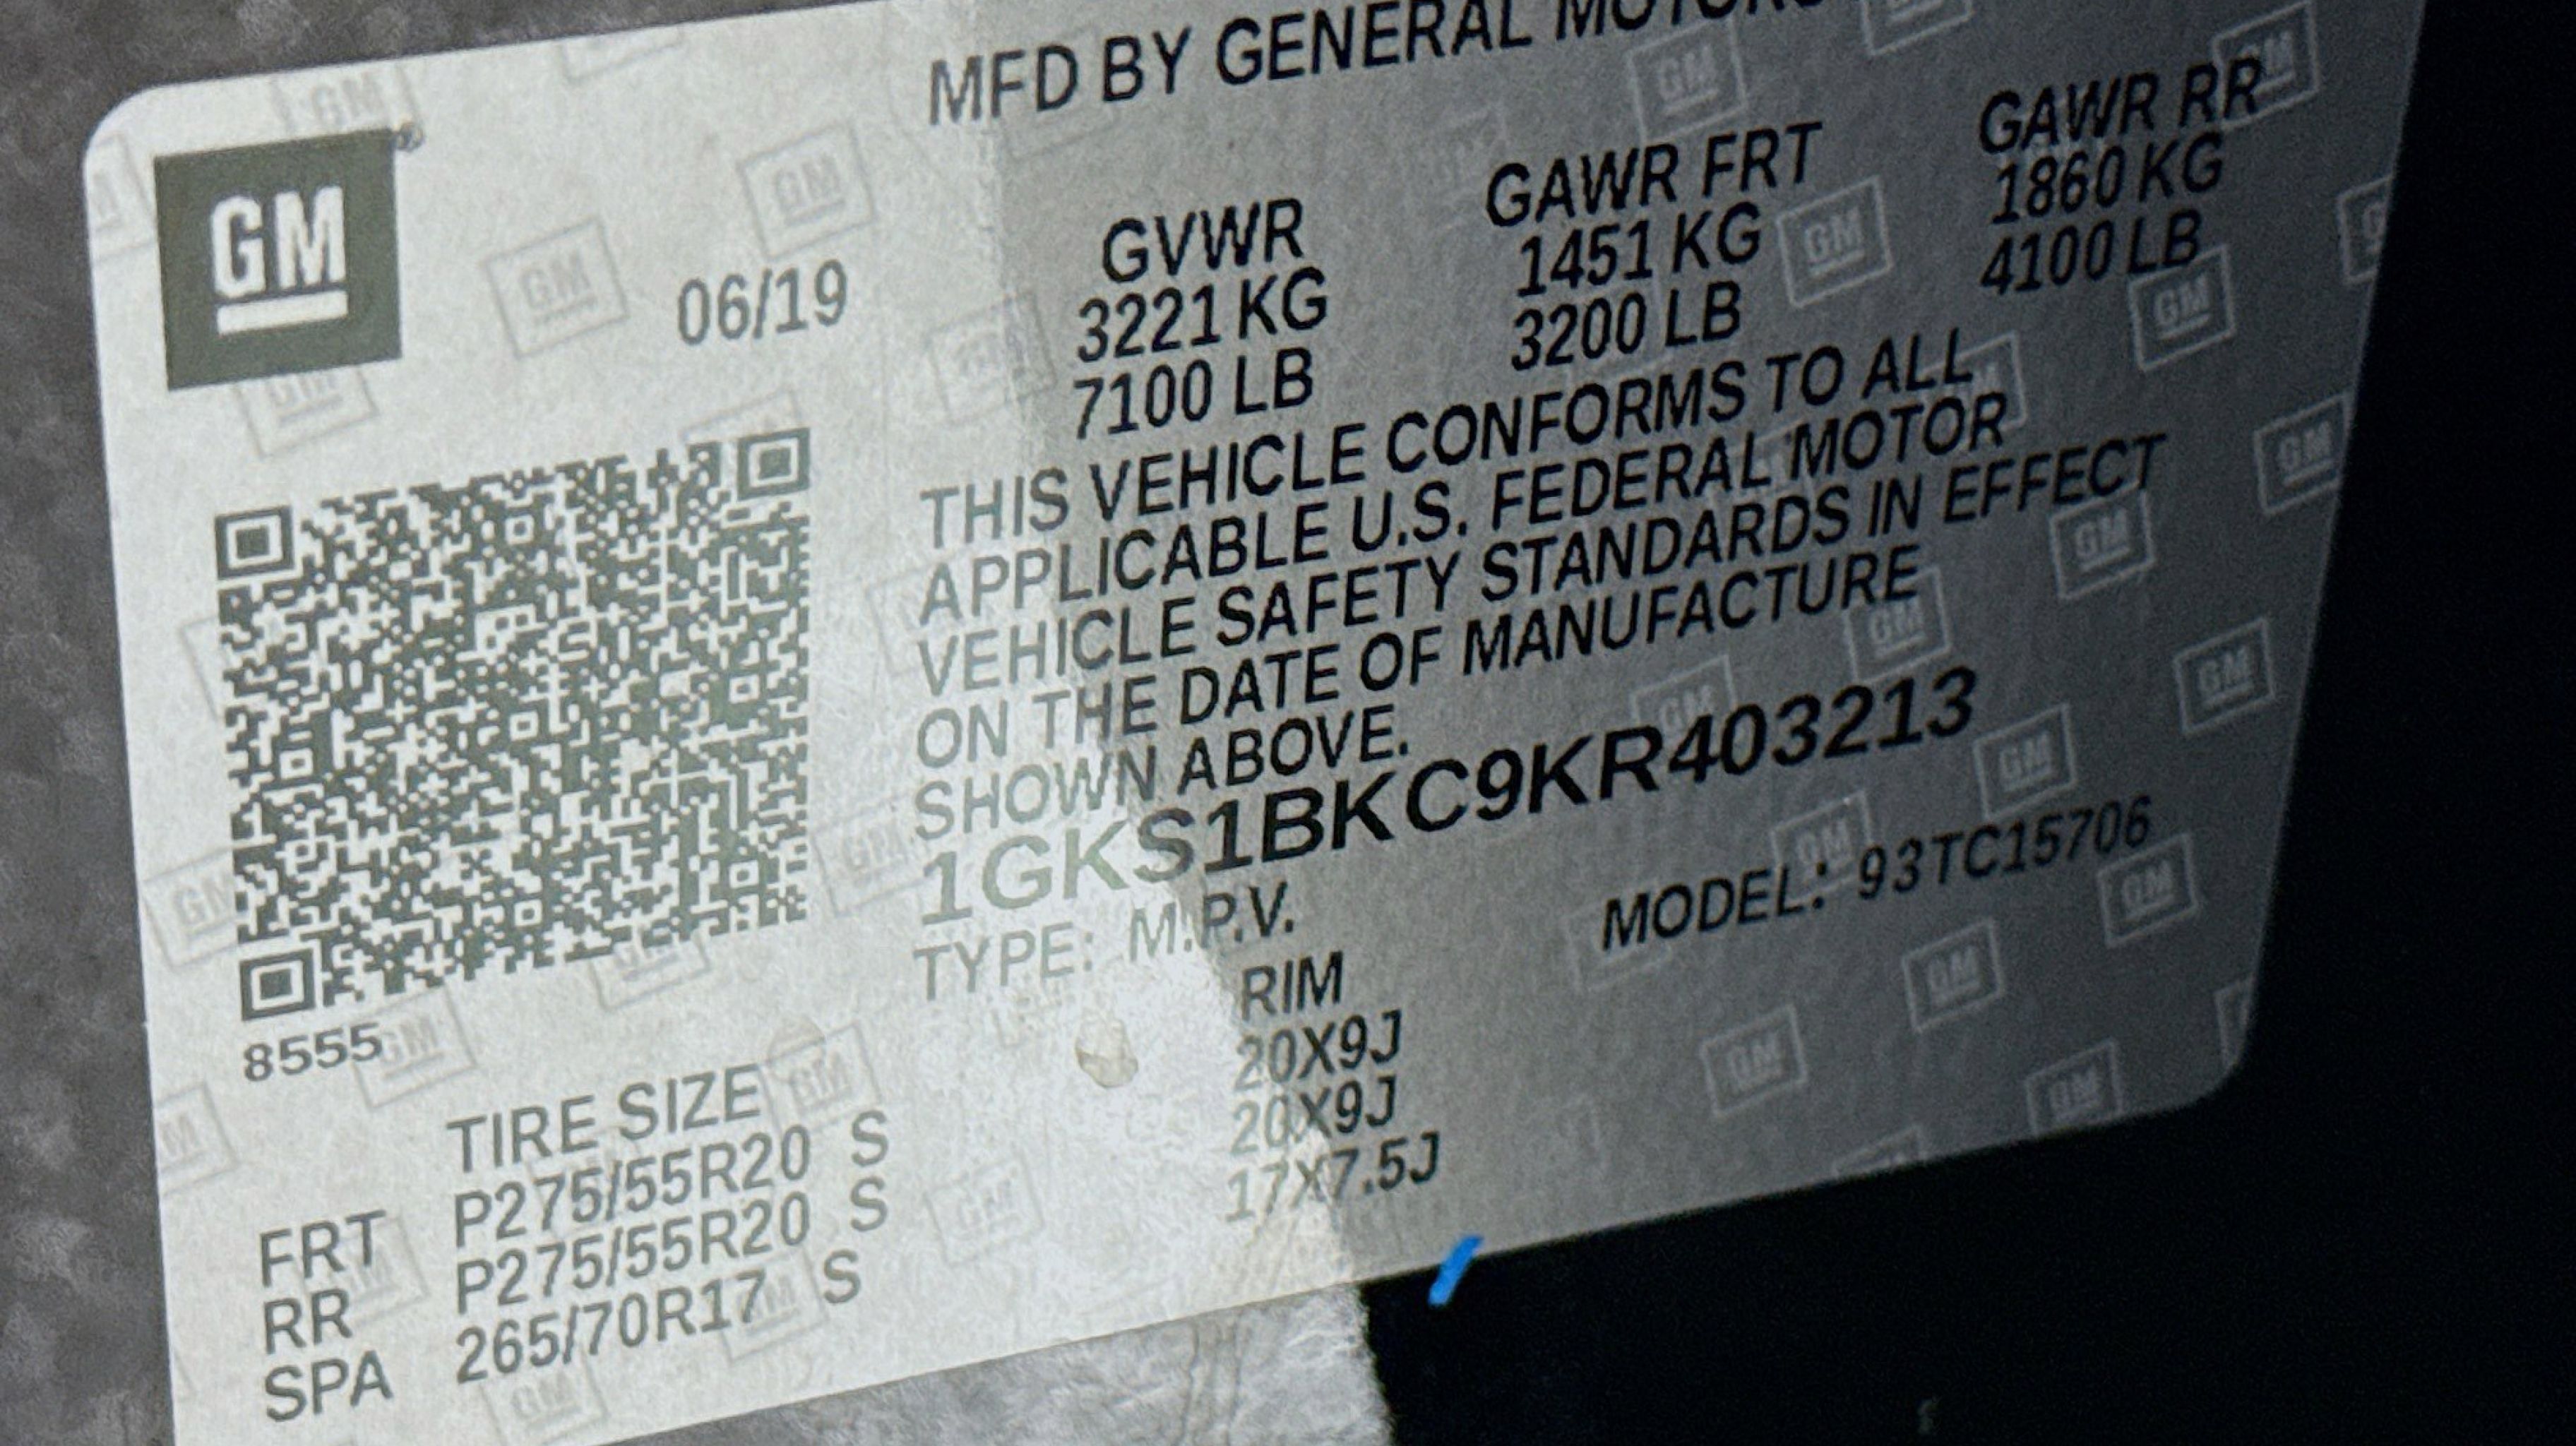 MFD BY GENERAL MOTORS
GM
06/19
GVWR
3221 KG
7100 LB
GAWR FRT
1451 KG
3200 LB
GAWR RR
1860 KG
4100 LB
THIS VEHICLE CONFORMS TO ALL
APPLICABLE U.S. FEDERAL MOTOR
VEHICLE SAFETY STANDARDS IN EFFECT
ON THE DATE OF MANUFACTURE
SHOWN ABOVE.
1GKS1BKC9KR403213
TYPE: M.P.V.
MODEL: 93TC15706
8555
TIRE SIZE RIM
FRT P275/55R20 S 20X9J
RR P275/55R20 S 20X9J
SPA 265/70R17 S 17X7.5J